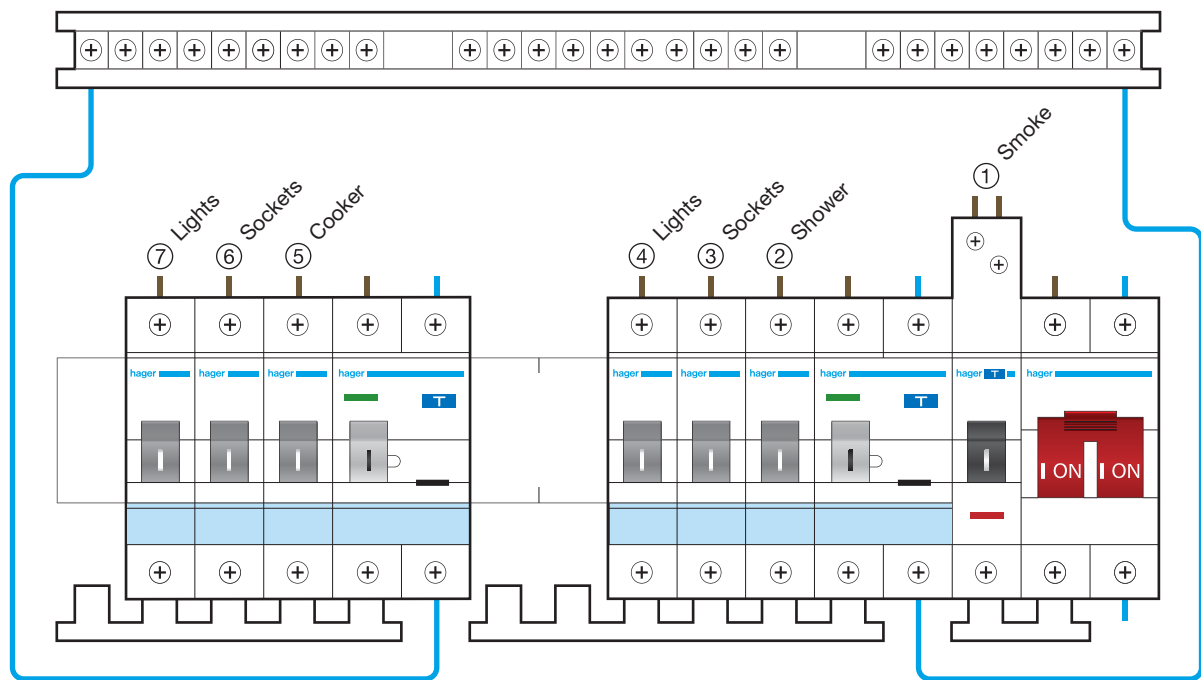 ① Smoke
⑦ Lights
⑥ Sockets
⑤ Cooker
④ Lights
③ Sockets
② Shower
hager hager hager hager hager hager hager hager hager T hager
T T
I ON I ON